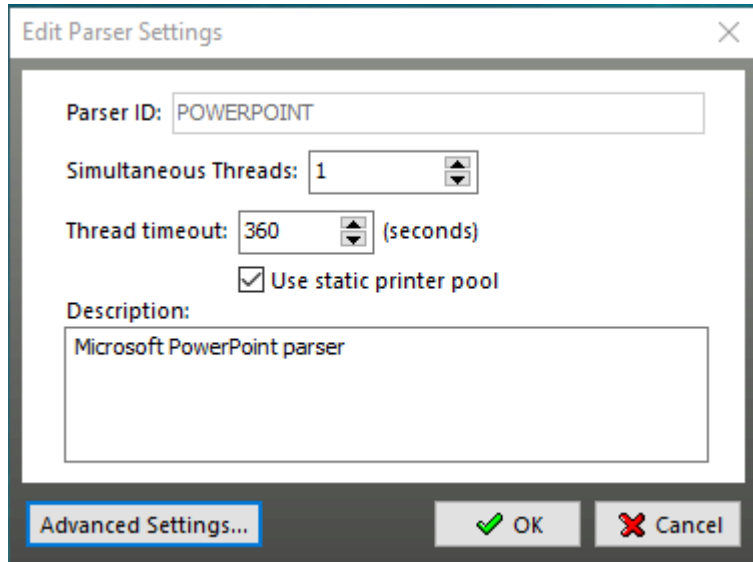 Edit Parser Settings
Parser ID: POWERPOINT
Simultaneous Threads: 1
Thread timeout: 360 (seconds)
Use static printer pool
Description:
Microsoft PowerPoint parser
Advanced Settings... OK Cancel